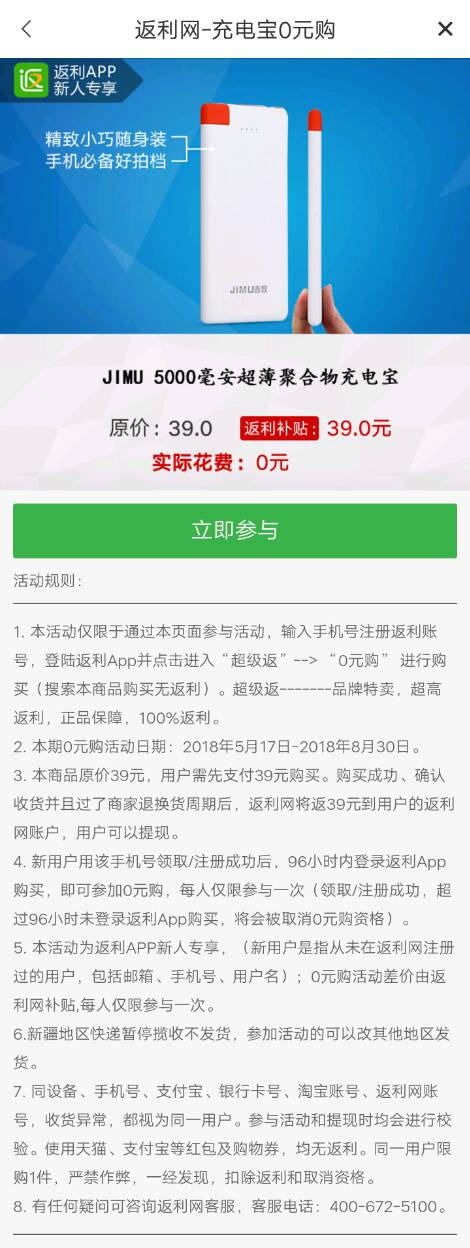 返利网-充电宝0元购
返利APP
新人专享
精致小巧随身装
手机必备好拍档
JIMU吉牧
JIMU 5000毫安超薄聚合物充电宝
原价：39.0 返利补贴：39.0元
实际花费：0元
立即参与
活动规则：
1. 本活动仅限于通过本页面参与活动，输入手机号注册返利账
号，登陆返利App并点击进入“超级返”--> “0元购” 进行购
买（搜索本商品购买无返利）。超级返-------品牌特卖，超高
返利，正品保障，100%返利。
2. 本期0元购活动日期：2018年5月17日-2018年8月30日。
3. 本商品原价39元，用户需先支付39元购买。购买成功、确认
收货并且过了商家退换货周期后，返利网将返39元到用户的返利
网账户，用户可以提现。
4. 新用户用该手机号领取/注册成功后，96小时内登录返利App
购买，即可参加0元购，每人仅限参与一次（领取/注册成功，超
过96小时未登录返利App购买，将会被取消0元购资格）。
5. 本活动为返利APP新人专享，（新用户是指从未在返利网注册
过的用户，包括邮箱、手机号、用户名）；0元购活动差价由返
利网补贴,每人仅限参与一次。
6.新疆地区快递暂停揽收不发货，参加活动的可以改其他地区发
货。
7. 同设备、手机号、支付宝、银行卡号、淘宝账号、返利网账
号，收货异常，都视为同一用户。参与活动和提现时均会进行校
验。使用天猫、支付宝等红包及购物券，均无返利。同一用户限
购1件，严禁作弊，一经发现，扣除返利和取消资格。
8. 有任何疑问可咨询返利网客服，客服电话：400-672-5100。